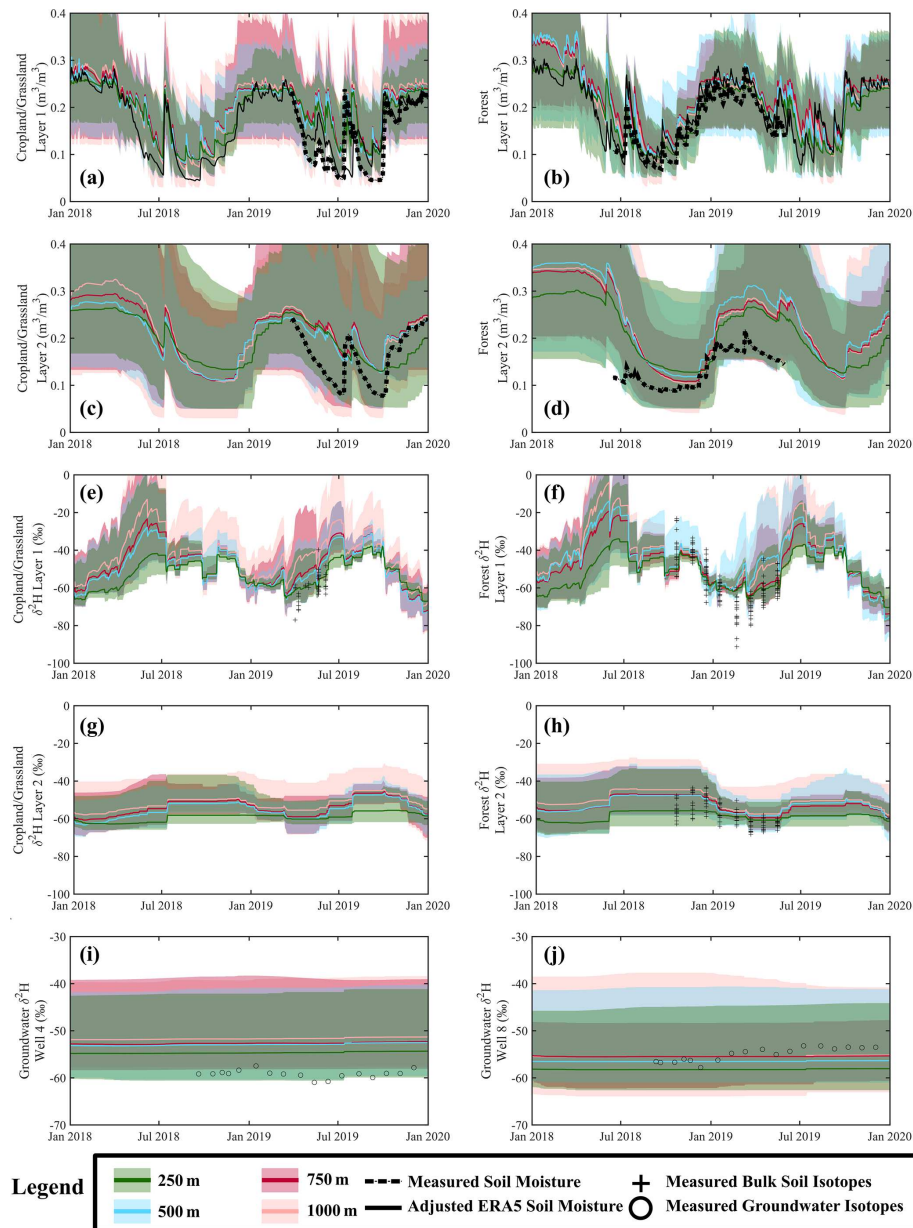 Cropland/Grassland
Layer 1 (m³/m³)
0.4
0.3
0.2
0.1
0
(a)
Jan 2018
Jul 2018
Jan 2019
Jul 2019
Jan 2020
Forest
Layer 1 (m³/m³)
0.4
0.3
0.2
0.1
0
(b)
Jan 2018
Jul 2018
Jan 2019
Jul 2019
Jan 2020
Cropland/Grassland
Layer 2 (m³/m³)
0.4
0.3
0.2
0.1
0
(c)
Jan 2018
Jul 2018
Jan 2019
Jul 2019
Jan 2020
Forest
Layer 2 (m³/m³)
0.4
0.3
0.2
0.1
0
(d)
Jan 2018
Jul 2018
Jan 2019
Jul 2019
Jan 2020
Cropland/Grassland
δ²H Layer 1 (‰)
0
-20
-40
-60
-80
-100
(e)
Jan 2018
Jul 2018
Jan 2019
Jul 2019
Jan 2020
Forest δ²H
Layer 1 (‰)
0
-20
-40
-60
-80
-100
(f)
Jan 2018
Jul 2018
Jan 2019
Jul 2019
Jan 2020
Cropland/Grassland
δ²H Layer 2 (‰)
0
-20
-40
-60
-80
-100
(g)
Jan 2018
Jul 2018
Jan 2019
Jul 2019
Jan 2020
Forest δ²H
Layer 2 (‰)
0
-20
-40
-60
-80
-100
(h)
Jan 2018
Jul 2018
Jan 2019
Jul 2019
Jan 2020
Groundwater δ²H
Well 4 (‰)
-30
-40
-50
-60
-70
(i)
Jan 2018
Jul 2018
Jan 2019
Jul 2019
Jan 2020
Groundwater δ²H
Well 8 (‰)
-30
-40
-50
-60
-70
(j)
Jan 2018
Jul 2018
Jan 2019
Jul 2019
Jan 2020
Legend
250 m
750 m
Measured Soil Moisture
Measured Bulk Soil Isotopes
500 m
1000 m
Adjusted ERA5 Soil Moisture
Measured Groundwater Isotopes